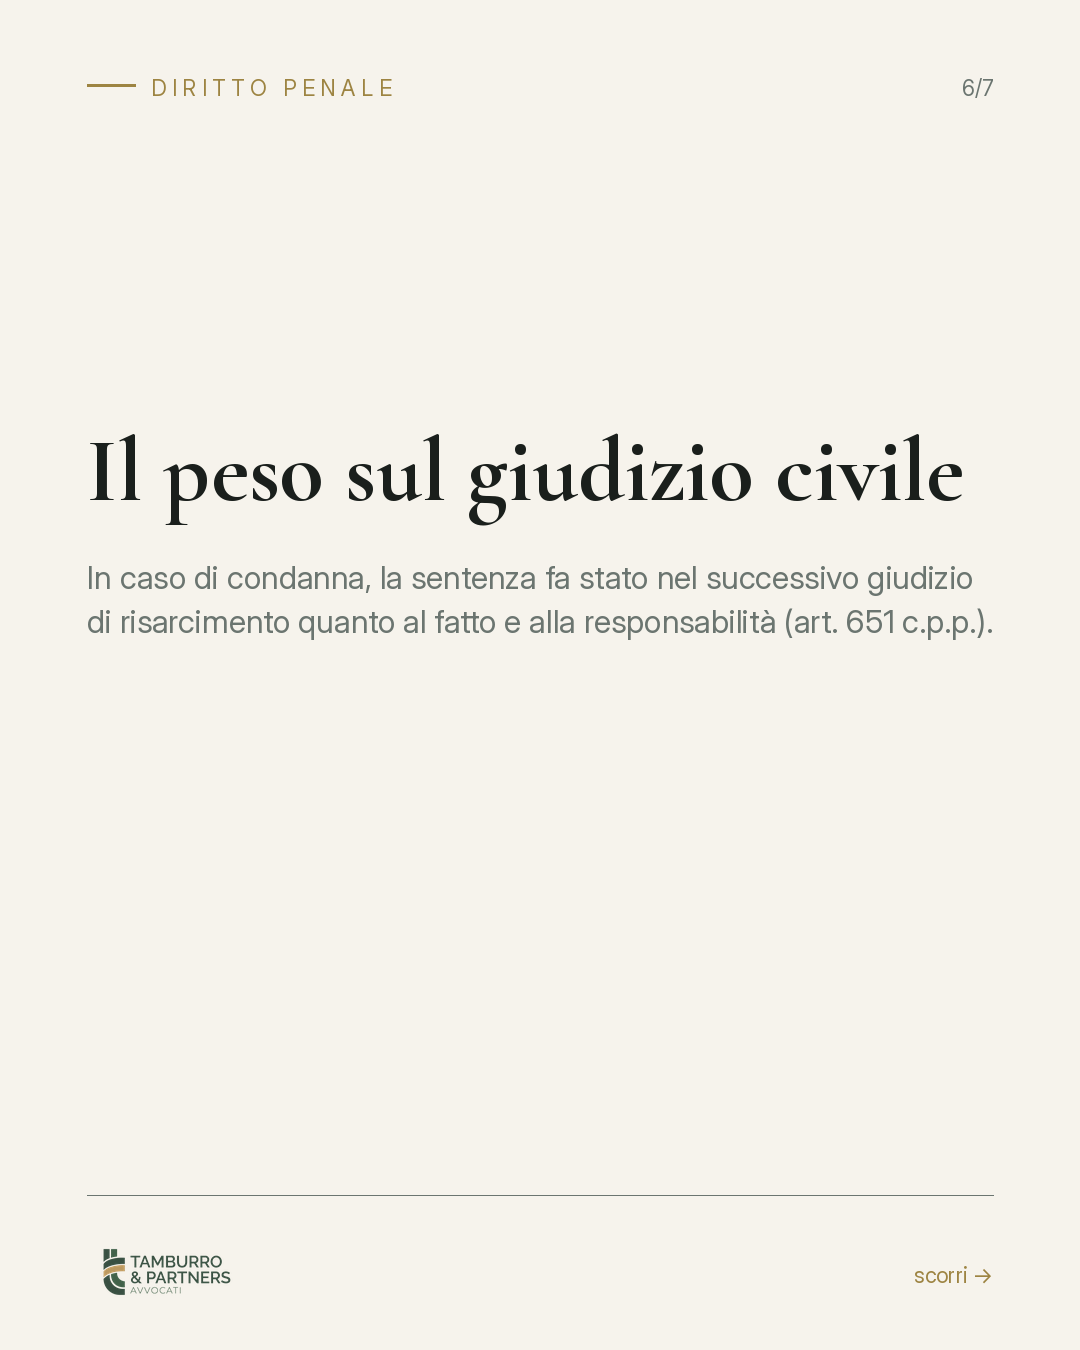 DIRITTO PENALE
6/7
Il peso sul giudizio civile
In caso di condanna, la sentenza fa stato nel successivo giudizio
di risarcimento quanto al fatto e alla responsabilità (art. 651 c.p.p.).
TAMBURRO
& PARTNERS
AVVOCATI
scorri →